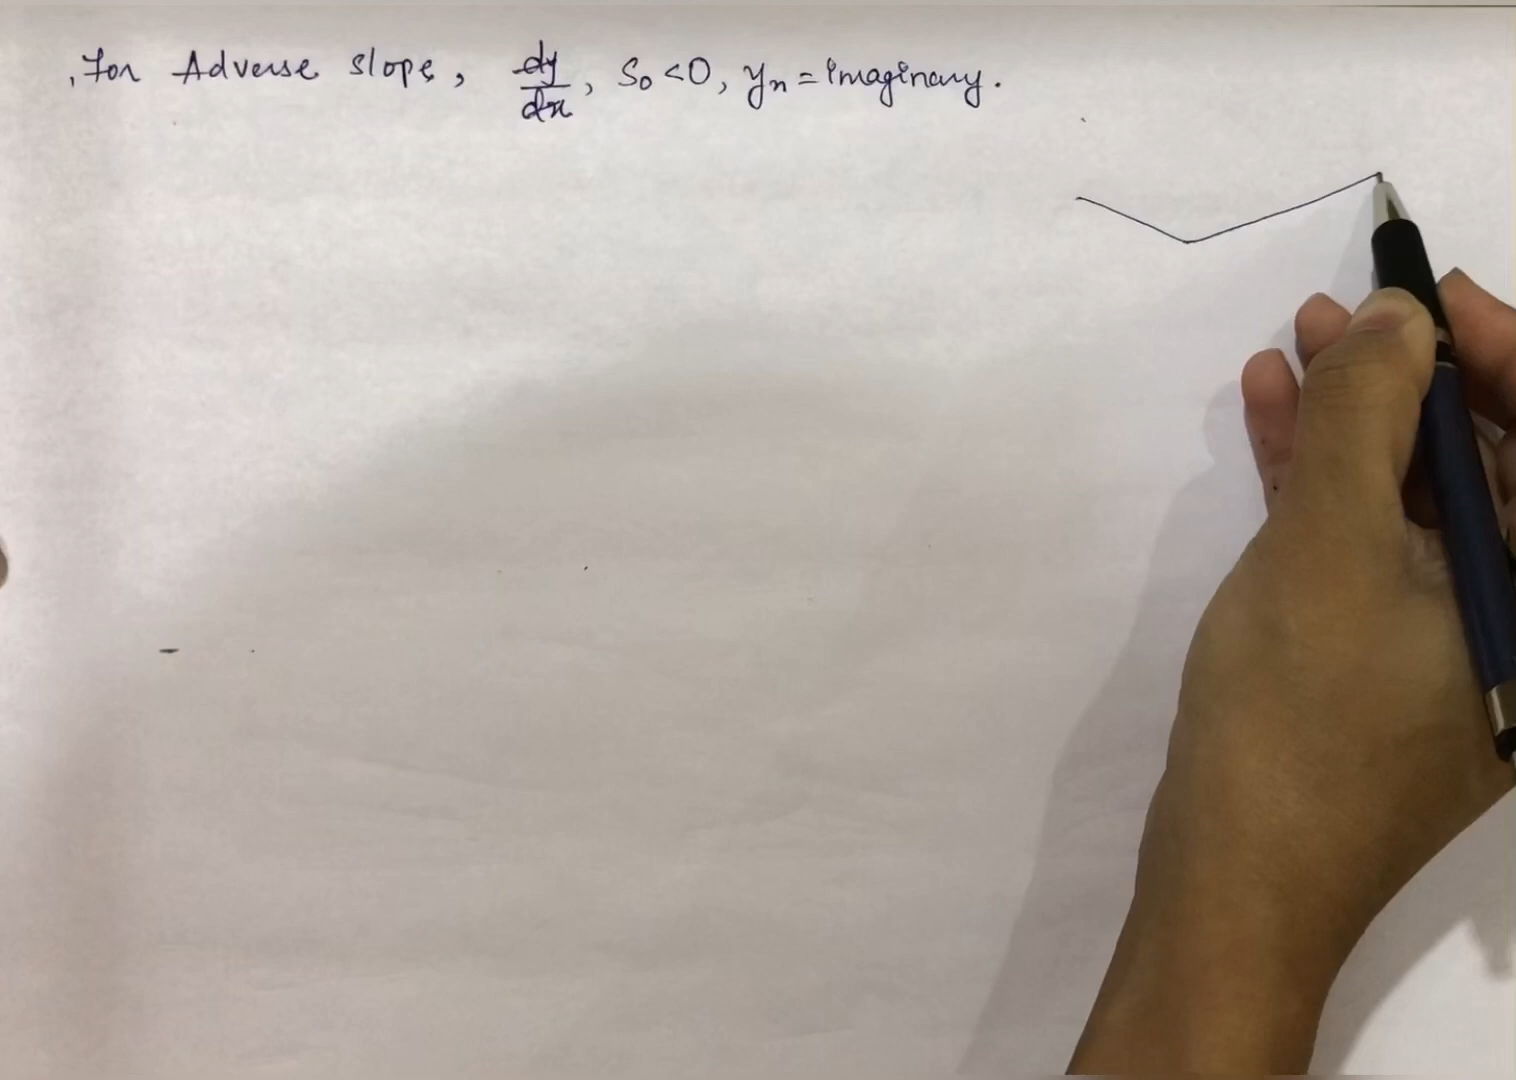 For Adverse slope, dy/dx, S₀ <0, yₙ = imaginary.